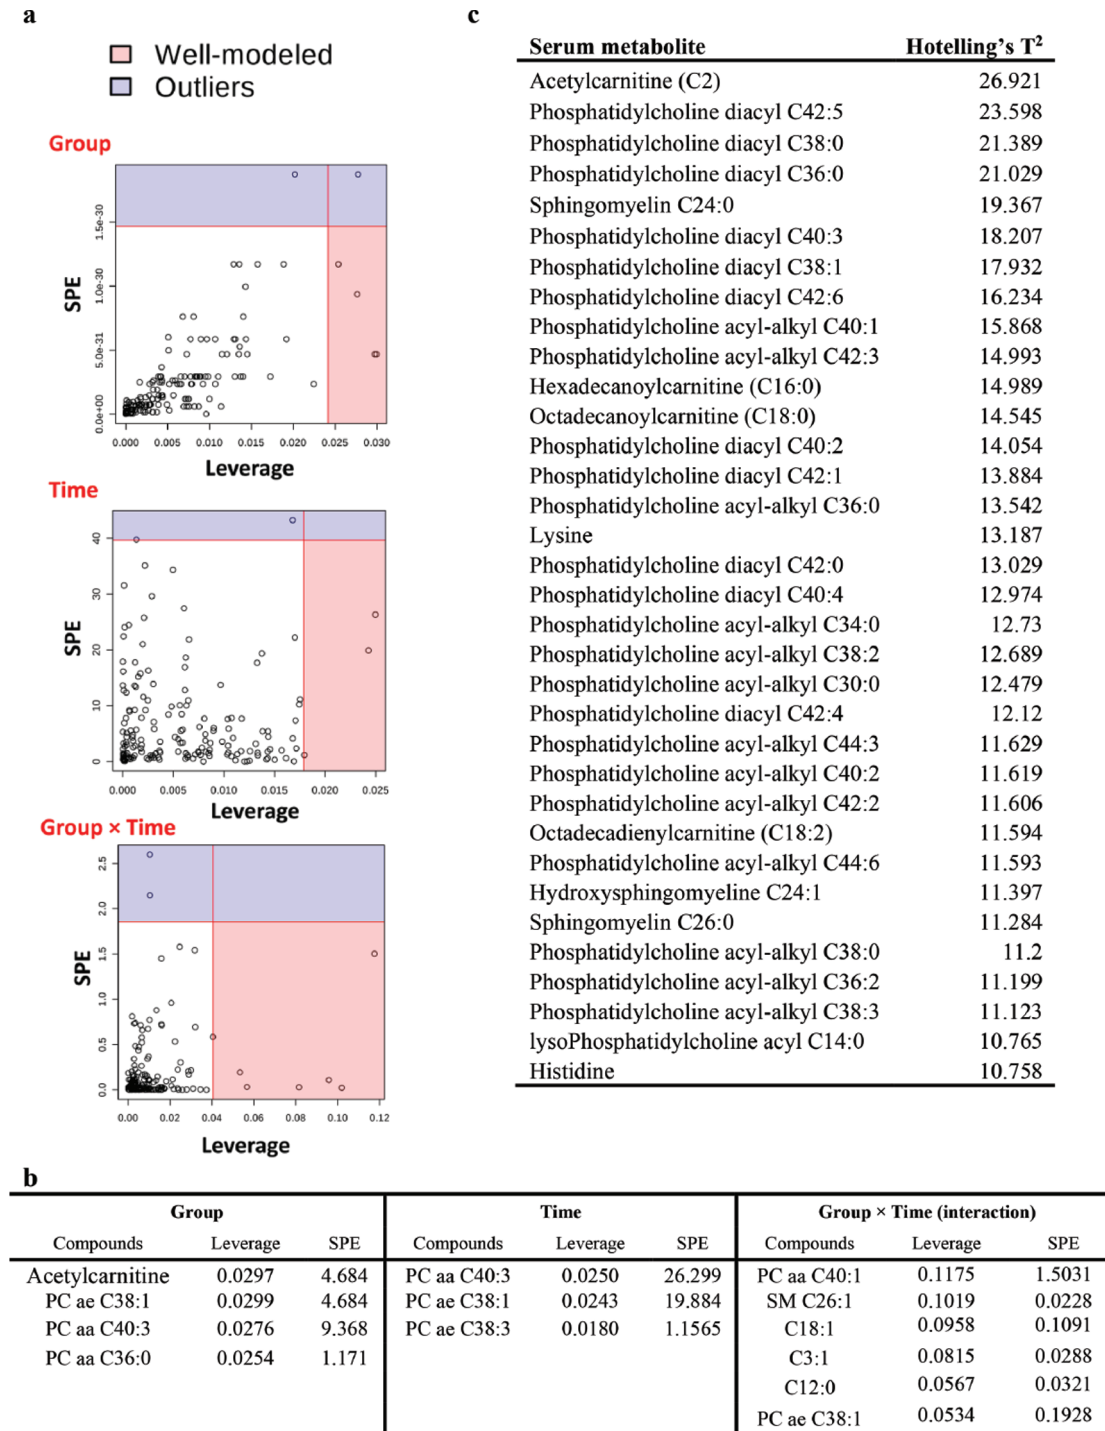 a
Well-modeled
Outliers
Group
SPE
0.0e+00 5.0e-31 1.0e-30 1.5e-30
0.000 0.005 0.010 0.015 0.020 0.025 0.030
Leverage
Time
SPE
0 10 20 30 40
0.000 0.005 0.010 0.015 0.020 0.025
Leverage
Group × Time
SPE
0.0 0.5 1.0 1.5 2.0 2.5
0.00 0.02 0.04 0.06 0.08 0.10 0.12
Leverage
c
Serum metabolite Hotelling's T²
Acetylcarnitine (C2) 26.921
Phosphatidylcholine diacyl C42:5 23.598
Phosphatidylcholine diacyl C38:0 21.389
Phosphatidylcholine diacyl C36:0 21.029
Sphingomyelin C24:0 19.367
Phosphatidylcholine diacyl C40:3 18.207
Phosphatidylcholine diacyl C38:1 17.932
Phosphatidylcholine diacyl C42:6 16.234
Phosphatidylcholine acyl-alkyl C40:1 15.868
Phosphatidylcholine acyl-alkyl C42:3 14.993
Hexadecanoylcarnitine (C16:0) 14.989
Octadecanoylcarnitine (C18:0) 14.545
Phosphatidylcholine diacyl C40:2 14.054
Phosphatidylcholine diacyl C42:1 13.884
Phosphatidylcholine acyl-alkyl C36:0 13.542
Lysine 13.187
Phosphatidylcholine diacyl C42:0 13.029
Phosphatidylcholine diacyl C40:4 12.974
Phosphatidylcholine acyl-alkyl C34:0 12.73
Phosphatidylcholine acyl-alkyl C38:2 12.689
Phosphatidylcholine acyl-alkyl C30:0 12.479
Phosphatidylcholine diacyl C42:4 12.12
Phosphatidylcholine acyl-alkyl C44:3 11.629
Phosphatidylcholine acyl-alkyl C40:2 11.619
Phosphatidylcholine acyl-alkyl C42:2 11.606
Octadecadienylcarnitine (C18:2) 11.594
Phosphatidylcholine acyl-alkyl C44:6 11.593
Hydroxysphingomyeline C24:1 11.397
Sphingomyelin C26:0 11.284
Phosphatidylcholine acyl-alkyl C38:0 11.2
Phosphatidylcholine acyl-alkyl C36:2 11.199
Phosphatidylcholine acyl-alkyl C38:3 11.123
lysoPhosphatidylcholine acyl C14:0 10.765
Histidine 10.758
b
Group Time Group × Time (interaction)
Compounds Leverage SPE Compounds Leverage SPE Compounds Leverage SPE
Acetylcarnitine 0.0297 4.684 PC aa C40:3 0.0250 26.299 PC aa C40:1 0.1175 1.5031
PC ae C38:1 0.0299 4.684 PC ae C38:1 0.0243 19.884 SM C26:1 0.1019 0.0228
PC aa C40:3 0.0276 9.368 PC ae C38:3 0.0180 1.1565 C18:1 0.0958 0.1091
PC aa C36:0 0.0254 1.171 C3:1 0.0815 0.0288
C12:0 0.0567 0.0321
PC ae C38:1 0.0534 0.1928